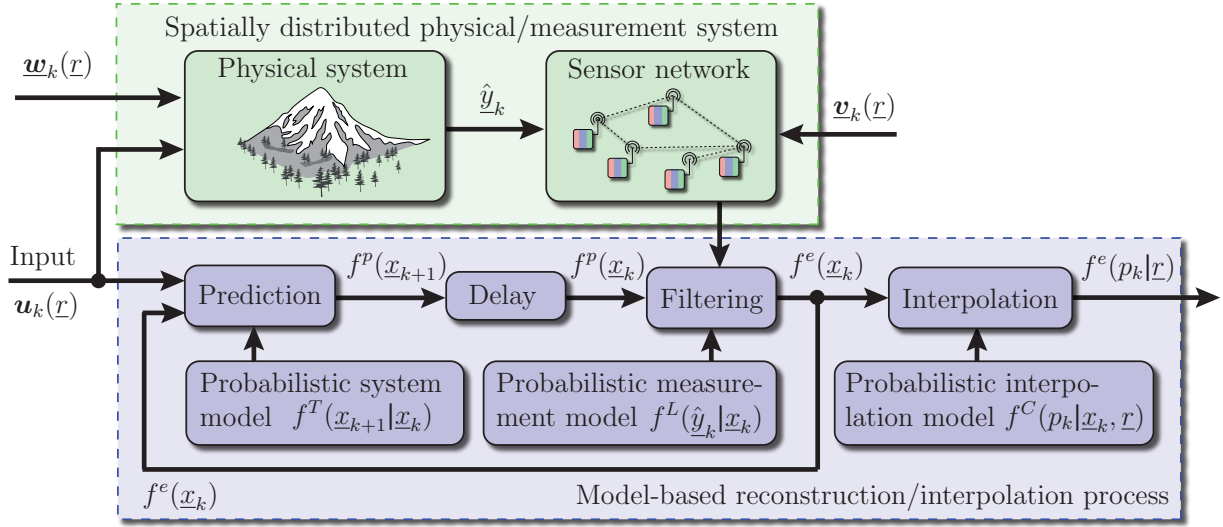 Spatially distributed physical/measurement system
Physical system
Sensor network
w_k(r)
ŷ_k
v_k(r)
Input
u_k(r)
f^p(x_{k+1})
f^p(x_k)
f^e(x_k)
f^e(p_k|r)
Prediction
Delay
Filtering
Interpolation
Probabilistic system
model f^T(x_{k+1}|x_k)
Probabilistic measure-
ment model f^L(ŷ_k|x_k)
Probabilistic interpo-
lation model f^C(p_k|x_k, r)
f^e(x_k)
Model-based reconstruction/interpolation process